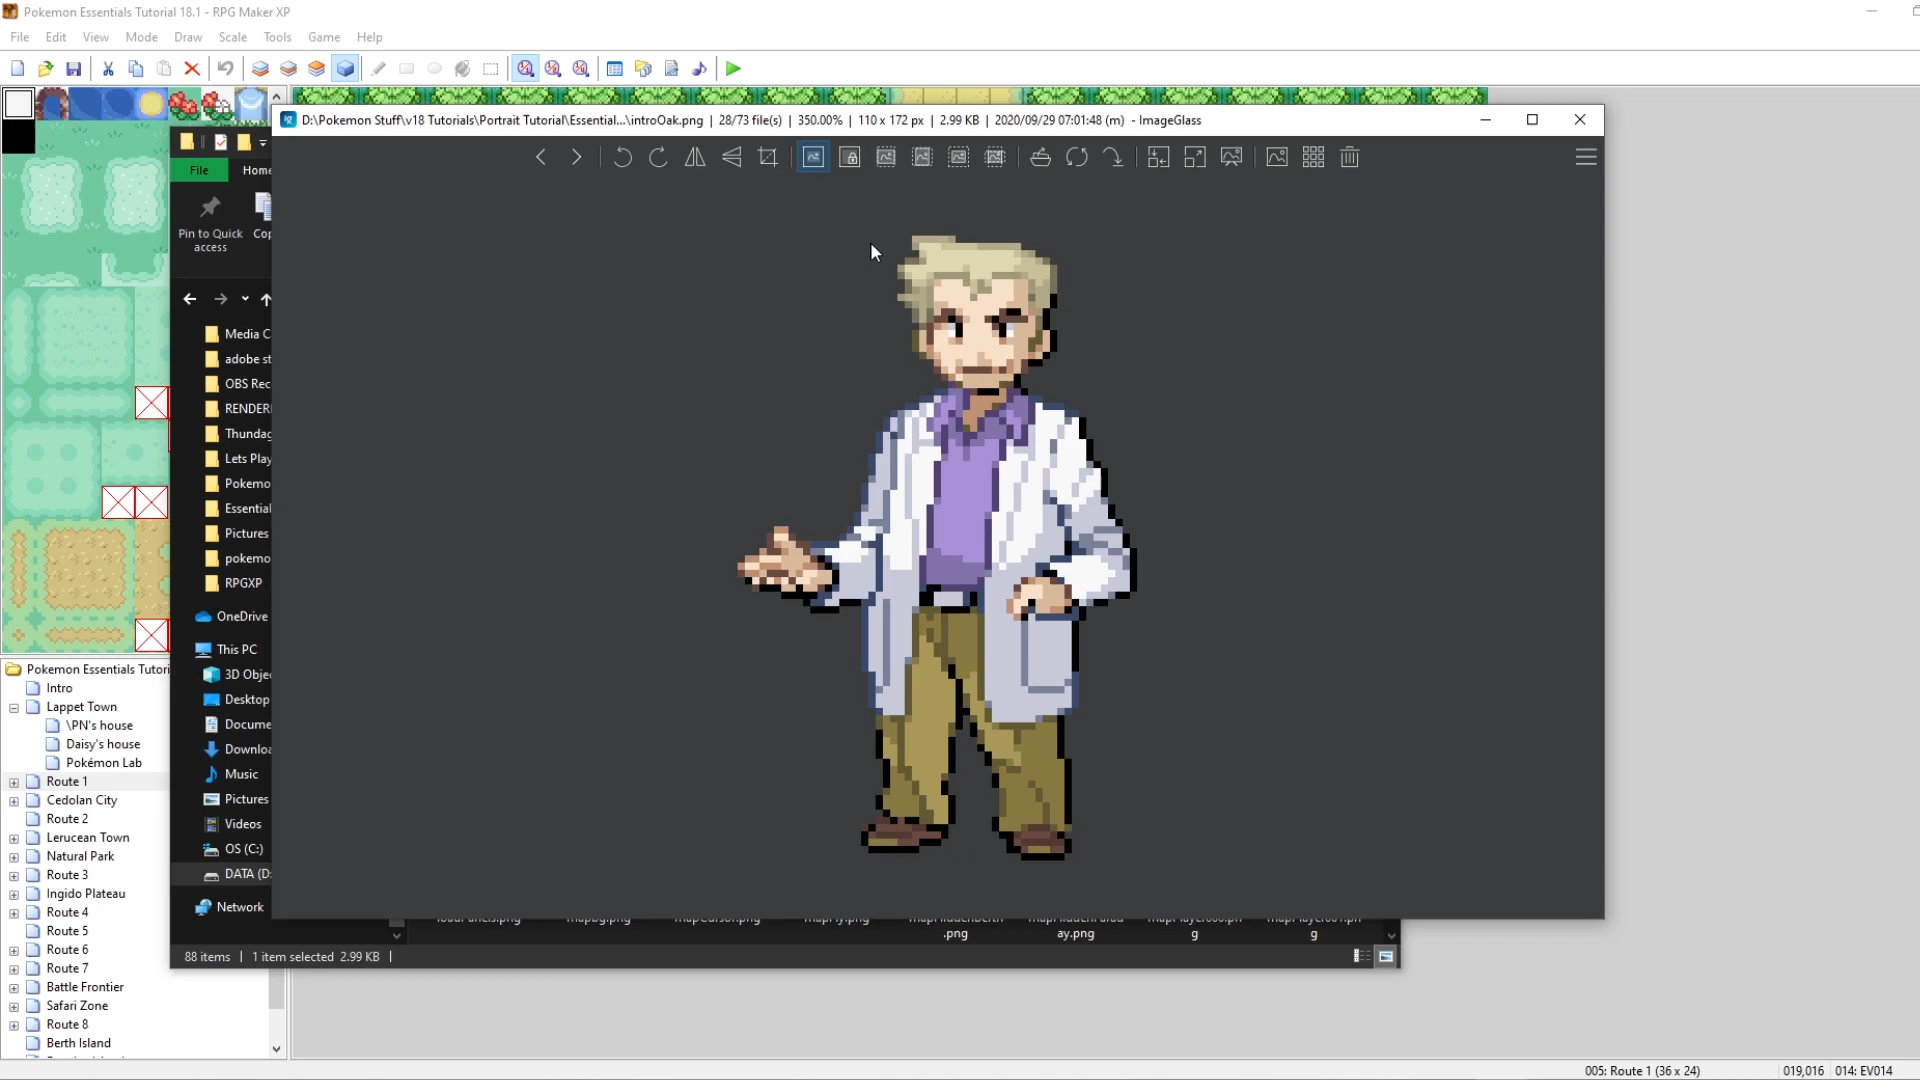 Pokemon Essentials Tutorial 18.1 - RPG Maker XP
File Edit View Mode Draw Scale Tools Game Help
D:\Pokemon Stuff\v18 Tutorials\Portrait Tutorial\Essential...\introOak.png | 28/73 file(s) | 350.00% | 110 x 172 px | 2.99 KB | 2020/09/29 07:01:48 (m) - ImageGlass
File Home
Pin to Quick
access
Cop
Media C
adobe st
OBS Rec
RENDER
Thundag
Lets Play
Pokemo
Essential
Pictures
pokemo
RPGXP
OneDrive
This PC
3D Obje
Desktop
Docume
Downloa
Music
Pictures
Videos
OS (C:)
DATA (D:
Network
.png
ay.png
g
g
88 items | 1 item selected 2.99 KB |
Pokemon Essentials Tutori
Intro
Lappet Town
\PN's house
Daisy's house
Pokémon Lab
Route 1
Cedolan City
Route 2
Lerucean Town
Natural Park
Route 3
Ingido Plateau
Route 4
Route 5
Route 6
Route 7
Battle Frontier
Safari Zone
Route 8
Berth Island
005: Route 1 (36 x 24)
019,016
014: EV014